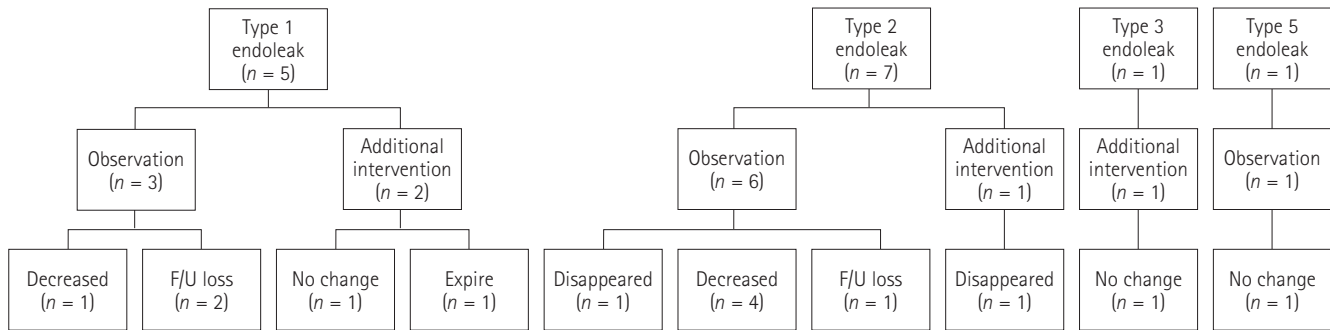 Type 1
endoleak
(n = 5)
Type 2
endoleak
(n = 7)
Type 3
endoleak
(n = 1)
Type 5
endoleak
(n = 1)
Observation
(n = 3)
Additional
intervention
(n = 2)
Observation
(n = 6)
Additional
intervention
(n = 1)
Additional
intervention
(n = 1)
Observation
(n = 1)
Decreased
(n = 1)
F/U loss
(n = 2)
No change
(n = 1)
Expire
(n = 1)
Disappeared
(n = 1)
Decreased
(n = 4)
F/U loss
(n = 1)
Disappeared
(n = 1)
No change
(n = 1)
No change
(n = 1)